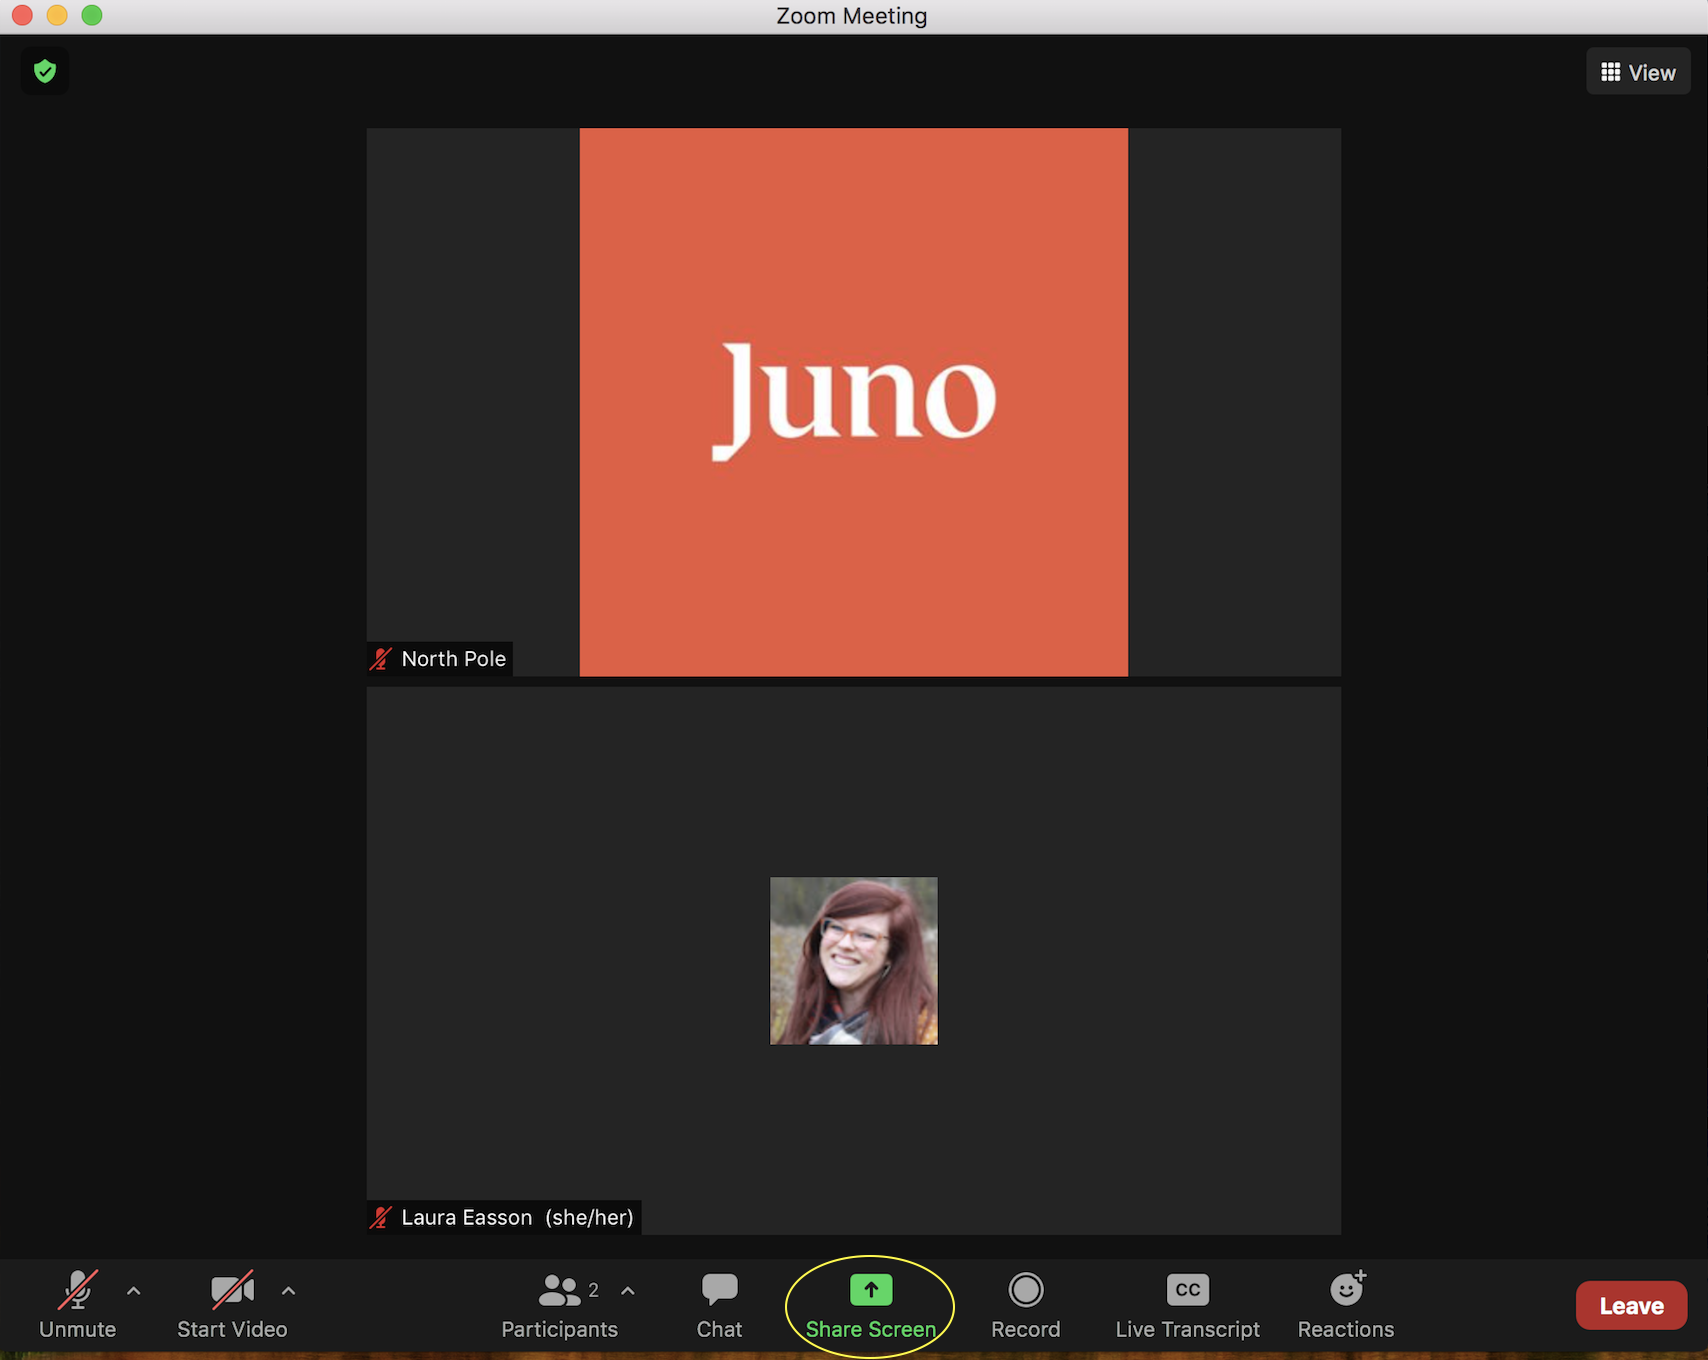 Zoom Meeting
View
Juno
North Pole
Laura Easson (she/her)
2
CC
Unmute
Start Video
Participants
Chat
Share Screen
Record
Live Transcript
Reactions
Leave